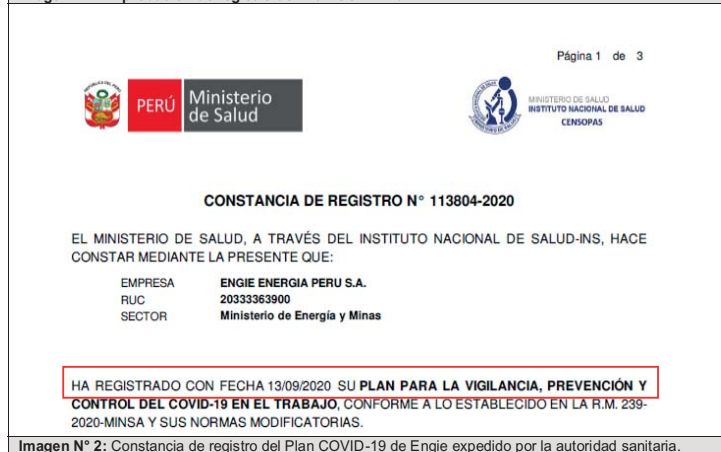 Página 1 de 3
PERÚ
Ministerio
de Salud
MINISTERIO DE SALUD
INSTITUTO NACIONAL DE SALUD
CENSOPAS
CONSTANCIA DE REGISTRO N° 113804-2020
EL MINISTERIO DE SALUD, A TRAVÉS DEL INSTITUTO NACIONAL DE SALUD-INS, HACE
CONSTAR MEDIANTE LA PRESENTE QUE:
EMPRESA ENGIE ENERGIA PERU S.A.
RUC 20333363900
SECTOR Ministerio de Energía y Minas
HA REGISTRADO CON FECHA 13/09/2020 SU PLAN PARA LA VIGILANCIA, PREVENCIÓN Y
CONTROL DEL COVID-19 EN EL TRABAJO, CONFORME A LO ESTABLECIDO EN LA R.M. 239-
2020-MINSA Y SUS NORMAS MODIFICATORIAS.
Imagen N° 2: Constancia de registro del Plan COVID-19 de Engie expedido por la autoridad sanitaria.